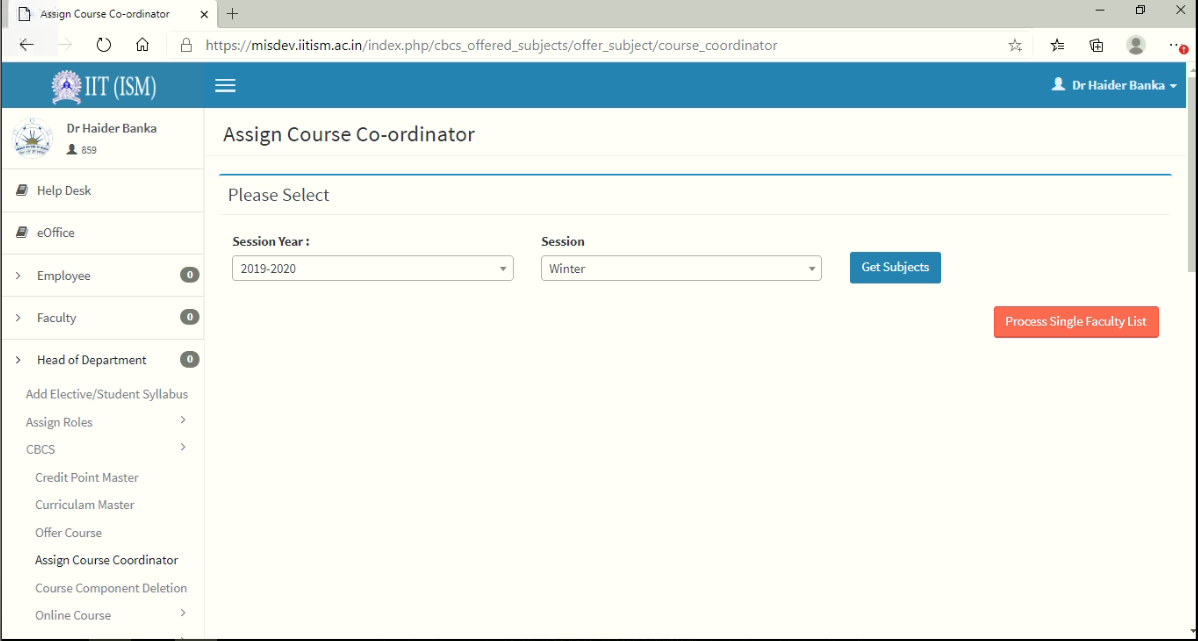 Assign Course Co-ordinator
https://misdev.iitism.ac.in/index.php/cbcs_offered_subjects/offer_subject/course_coordinator
IIT (ISM)
Dr Haider Banka
Dr Haider Banka
859
Assign Course Co-ordinator
Please Select
Help Desk
eOffice
Session Year :
Session
2019-2020
Winter
Get Subjects
Employee 0
Process Single Faculty List
Faculty 0
Head of Department 0
Add Elective/Student Syllabus
Assign Roles
CBCS
Credit Point Master
Curriculam Master
Offer Course
Assign Course Coordinator
Course Component Deletion
Online Course